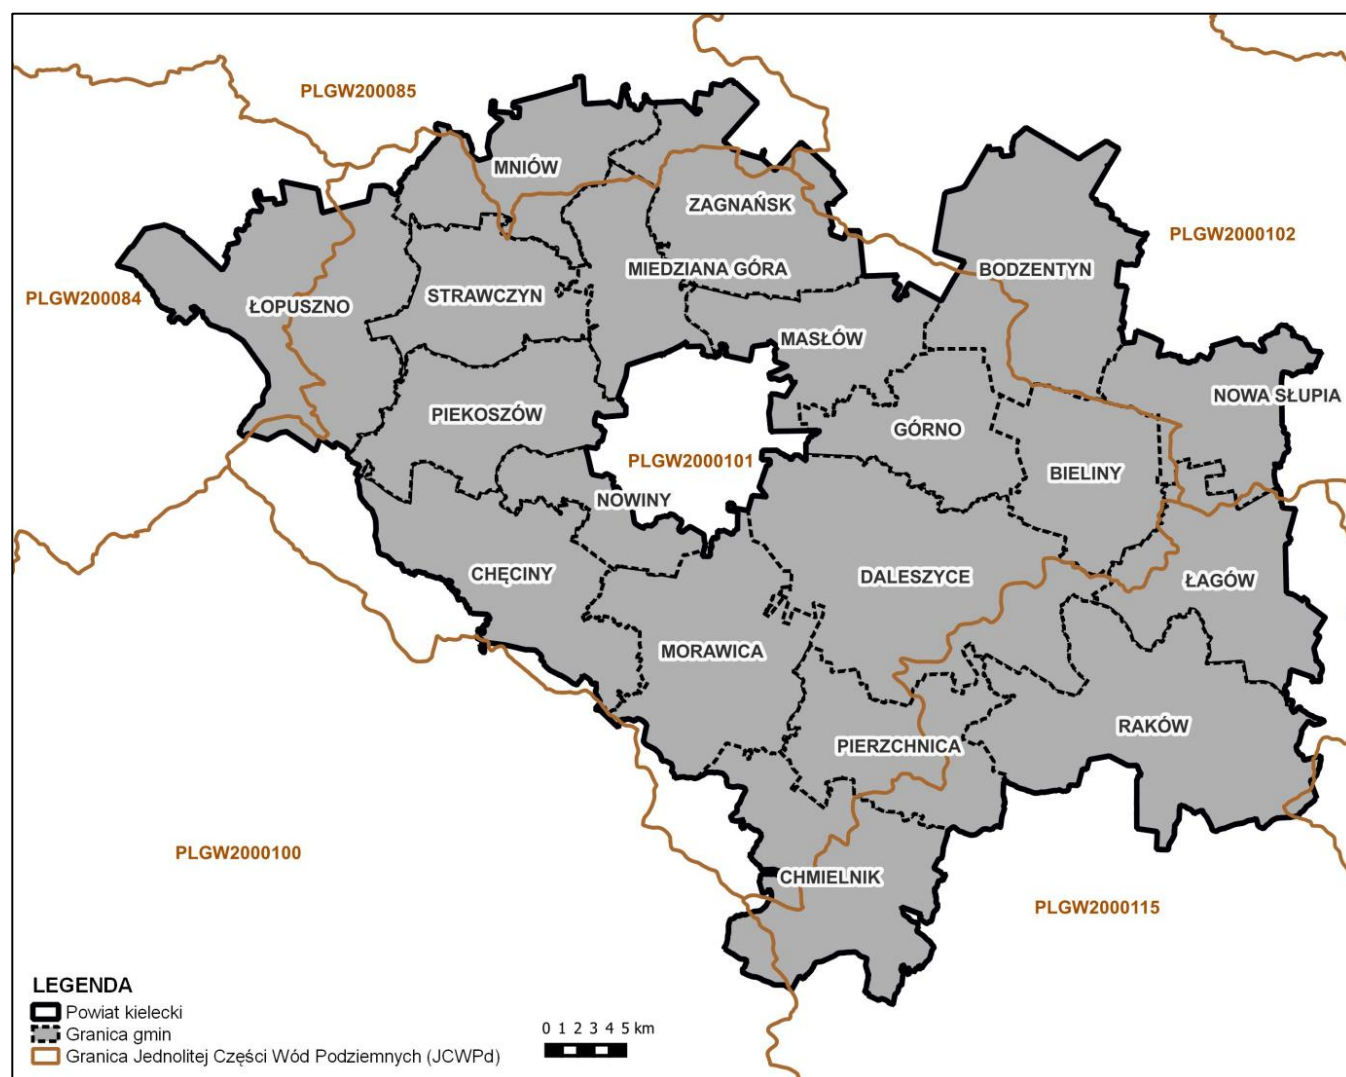 PLGW200085
MNIÓW
ZAGNAŃSK
PLGW2000102
BODZENTYN
MIEDZIANA GÓRA
PLGW200084
STRAWCZYN
ŁOPUSZNO
MASŁÓW
NOWA SŁUPIA
PIEKOSZÓW
GÓRNO
PLGW2000101
BIELINY
NOWINY
CHĘCINY
DALESZYCE
ŁAGÓW
MORAWICA
RAKÓW
PIERZCHNICA
PLGW2000100
CHMIELNIK
PLGW2000115
LEGENDA
Powiat kielecki
Granica gmin
Granica Jednolitej Części Wód Podziemnych (JCWPd)
0 1 2 3 4 5 km